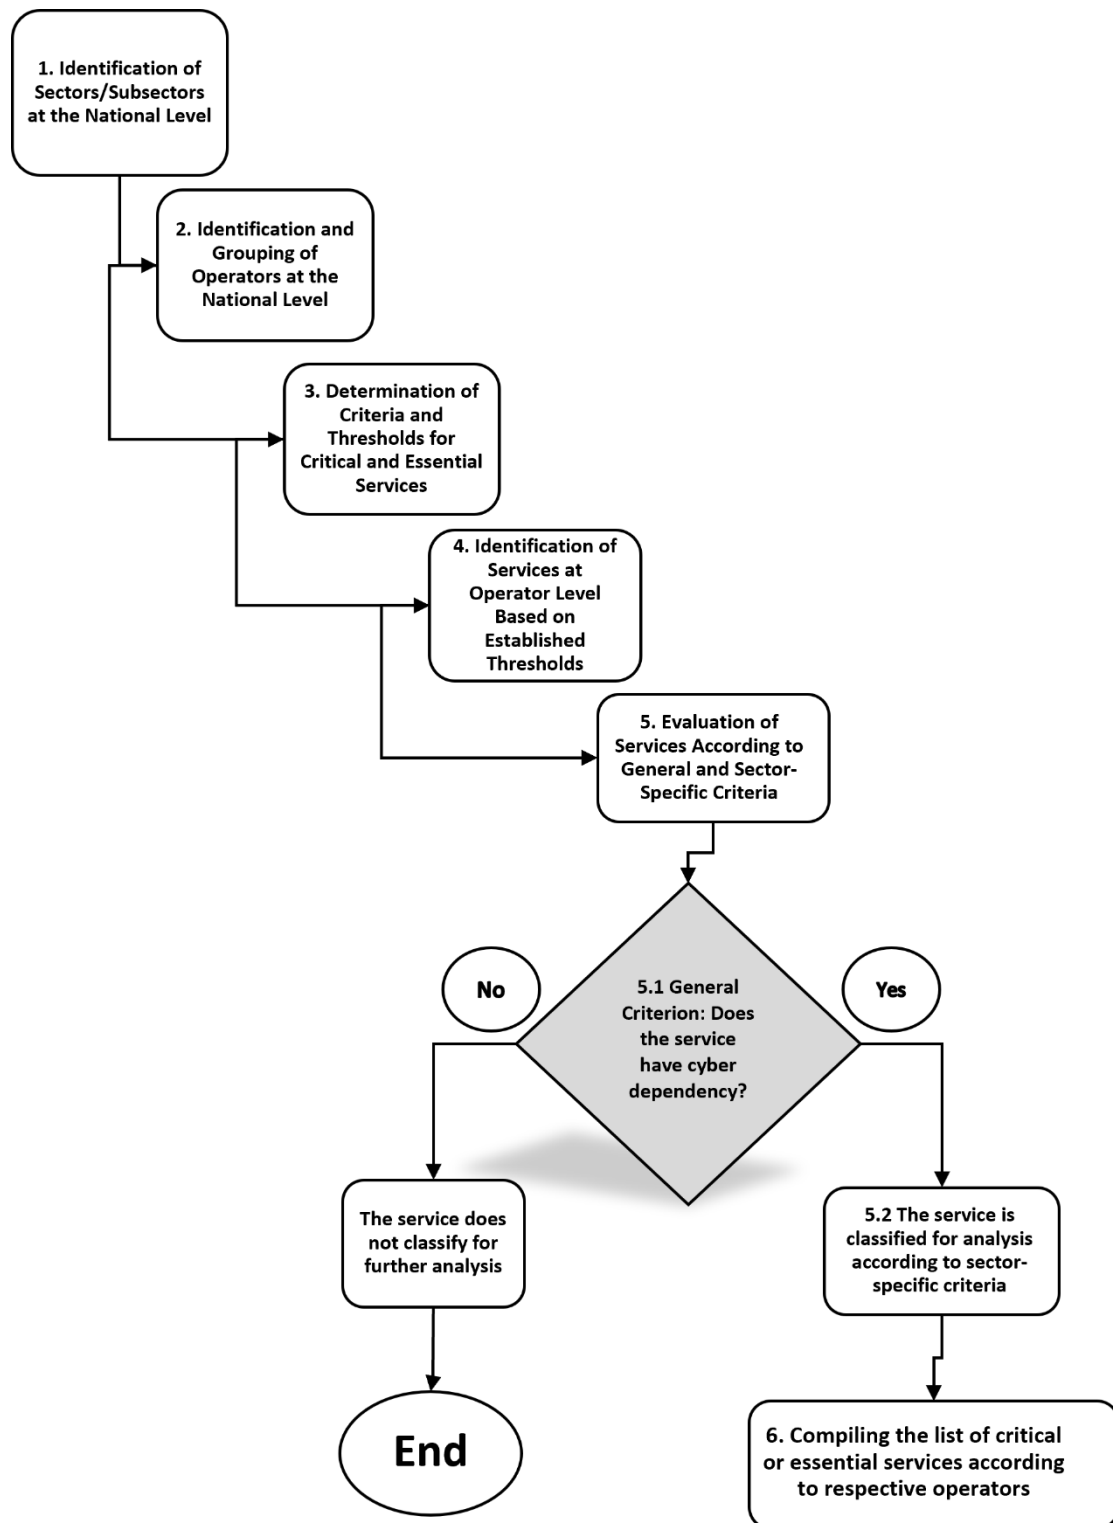 1. Identification of
Sectors/Subsectors
at the National Level
2. Identification and
Grouping of
Operators at the
National Level
3. Determination of
Criteria and
Thresholds for
Critical and Essential
Services
4. Identification of
Services at
Operator Level
Based on
Established
Thresholds
5. Evaluation of
Services According to
General and Sector-
Specific Criteria
No
Yes
5.1 General
Criterion: Does
the service
have cyber
dependency?
The service does
not classify for
further analysis
5.2 The service is
classified for analysis
according to sector-
specific criteria
End
6. Compiling the list of critical
or essential services according
to respective operators